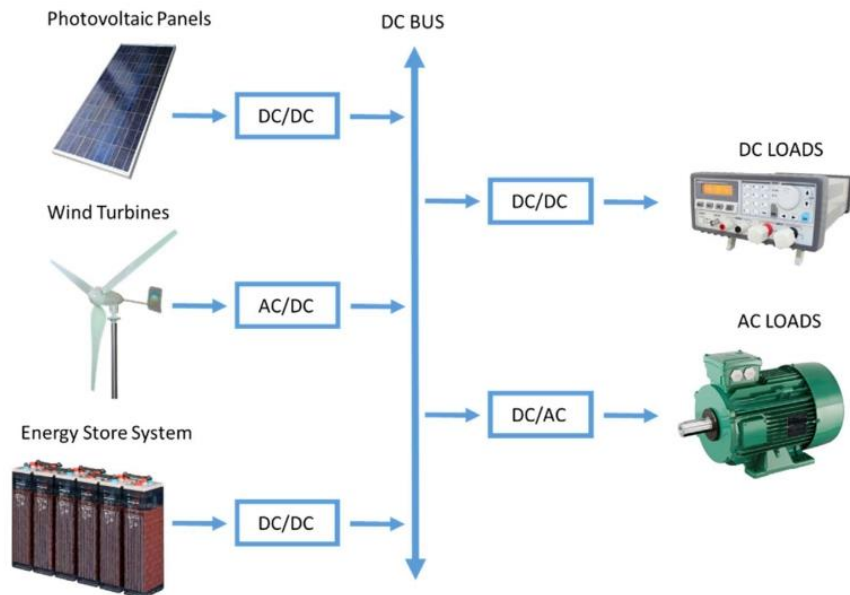 Photovoltaic Panels
DC BUS
DC/DC
DC LOADS
DC/DC
Wind Turbines
AC/DC
AC LOADS
DC/AC
Energy Store System
DC/DC